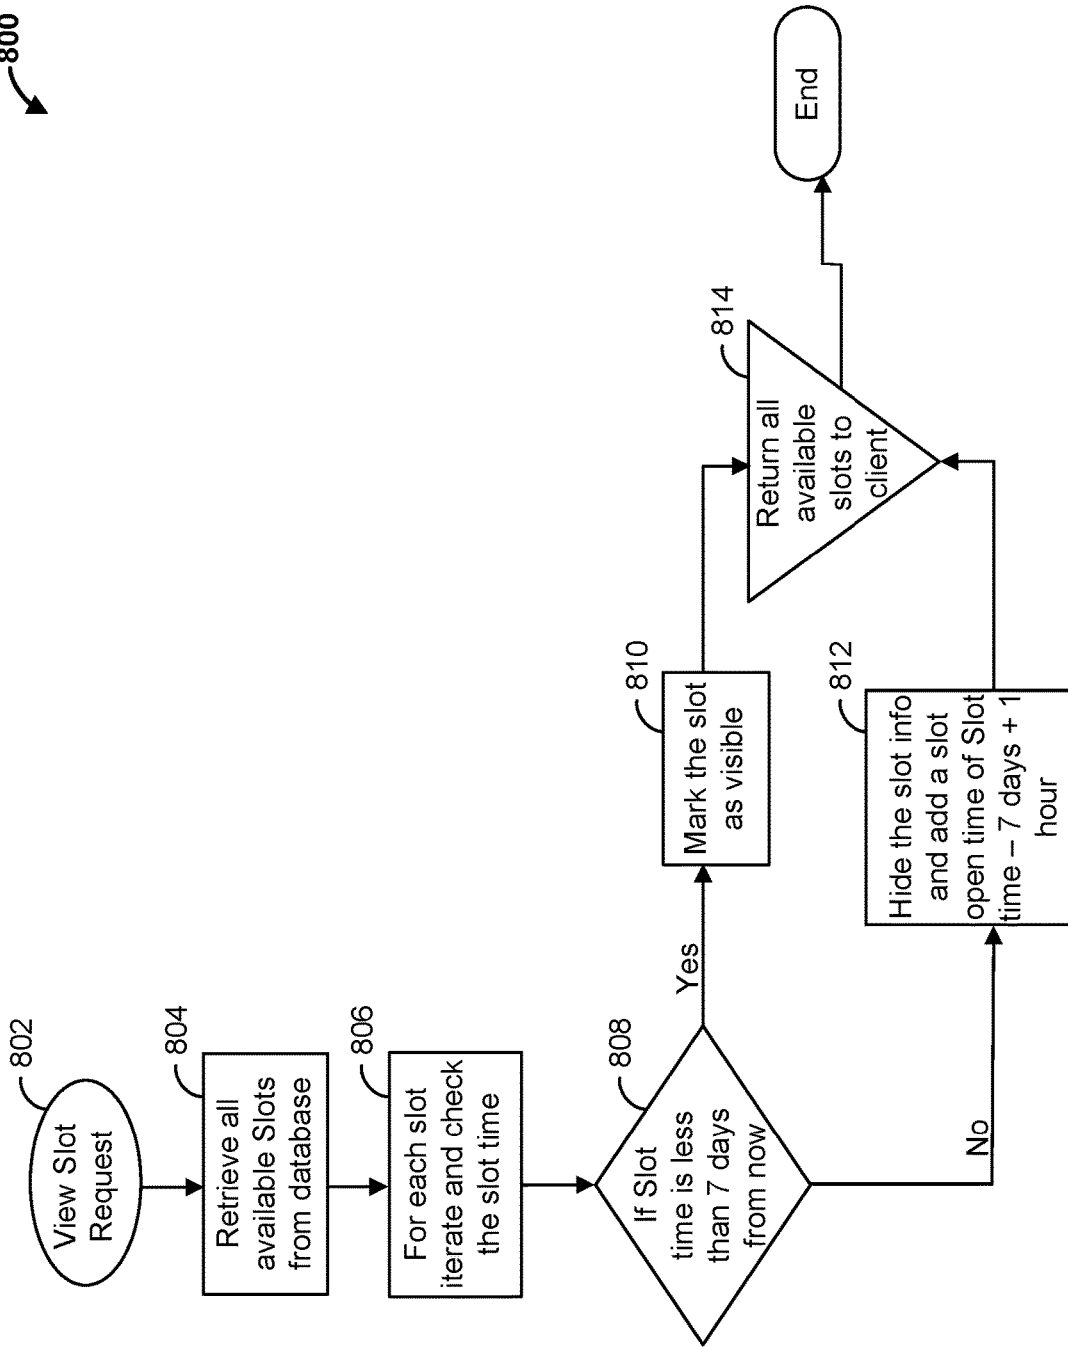 800
802
View Slot
Request
804
Retrieve all
available Slots
from database
806
For each slot
iterate and check
the slot time
808
If Slot
time is less
than 7 days
from now
Yes
No
810
Mark the slot
as visible
812
Hide the slot info
and add a slot
open time of Slot
time – 7 days + 1
hour
814
Return all
available
slots to
client
End